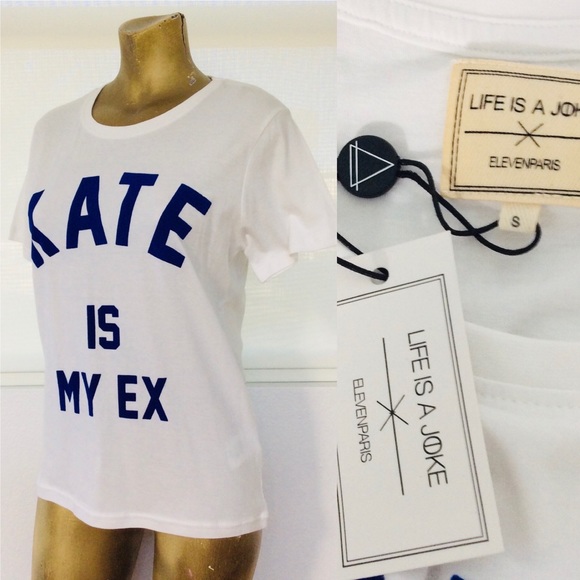 KATE
IS
MY EX
LIFE IS A JOKE
ELEVENPARIS
S
LIFE IS A JOKE
ELEVENPARIS